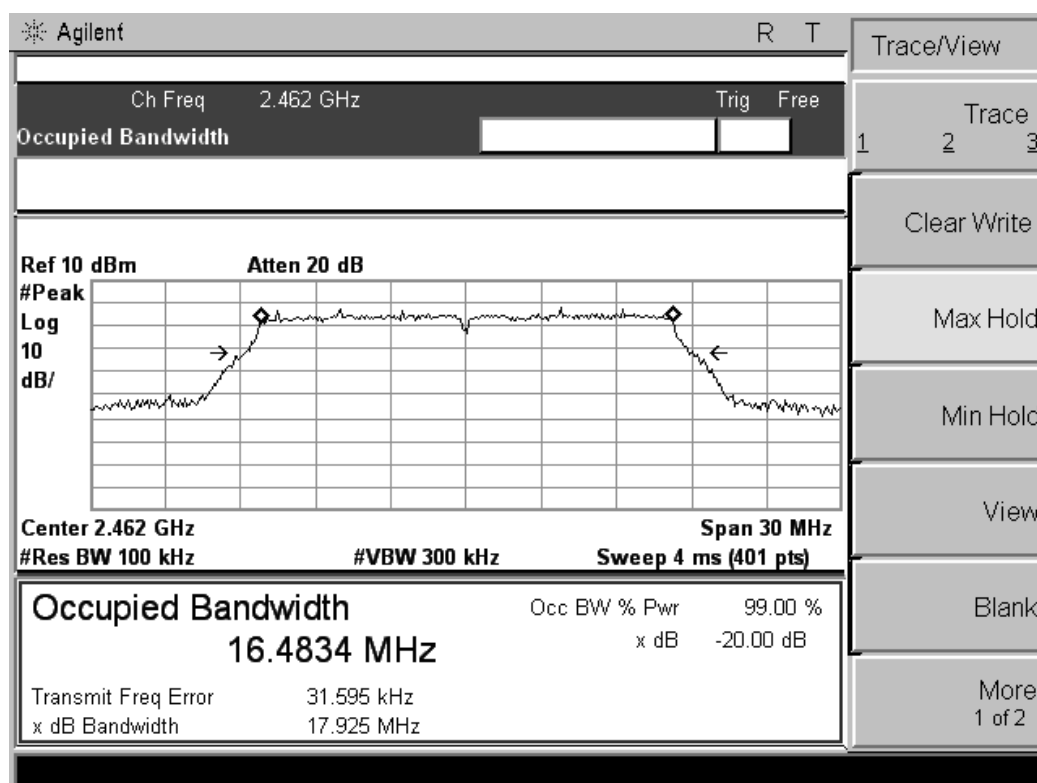 Agilent R T
Ch Freq 2.462 GHz Trig Free
Occupied Bandwidth
Ref 10 dBm Atten 20 dB
#Peak
Log
10
dB/
Center 2.462 GHz Span 30 MHz
#Res BW 100 kHz #VBW 300 kHz Sweep 4 ms (401 pts)
Occupied Bandwidth Occ BW % Pwr 99.00 %
16.4834 MHz x dB -20.00 dB
Transmit Freq Error 31.595 kHz
x dB Bandwidth 17.925 MHz
Trace/View
Trace
1 2 3
Clear Write
Max Hold
Min Hold
View
Blank
More
1 of 2